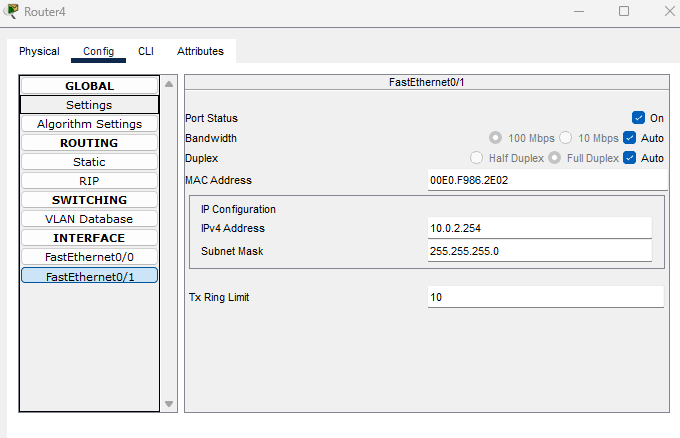 Router4
Physical Config CLI Attributes
GLOBAL
Settings
Algorithm Settings
ROUTING
Static
RIP
SWITCHING
VLAN Database
INTERFACE
FastEthernet0/0
FastEthernet0/1
FastEthernet0/1
Port Status On
Bandwidth 100 Mbps 10 Mbps Auto
Duplex Half Duplex Full Duplex Auto
MAC Address 00E0.F986.2E02
IP Configuration
IPv4 Address 10.0.2.254
Subnet Mask 255.255.255.0
Tx Ring Limit 10